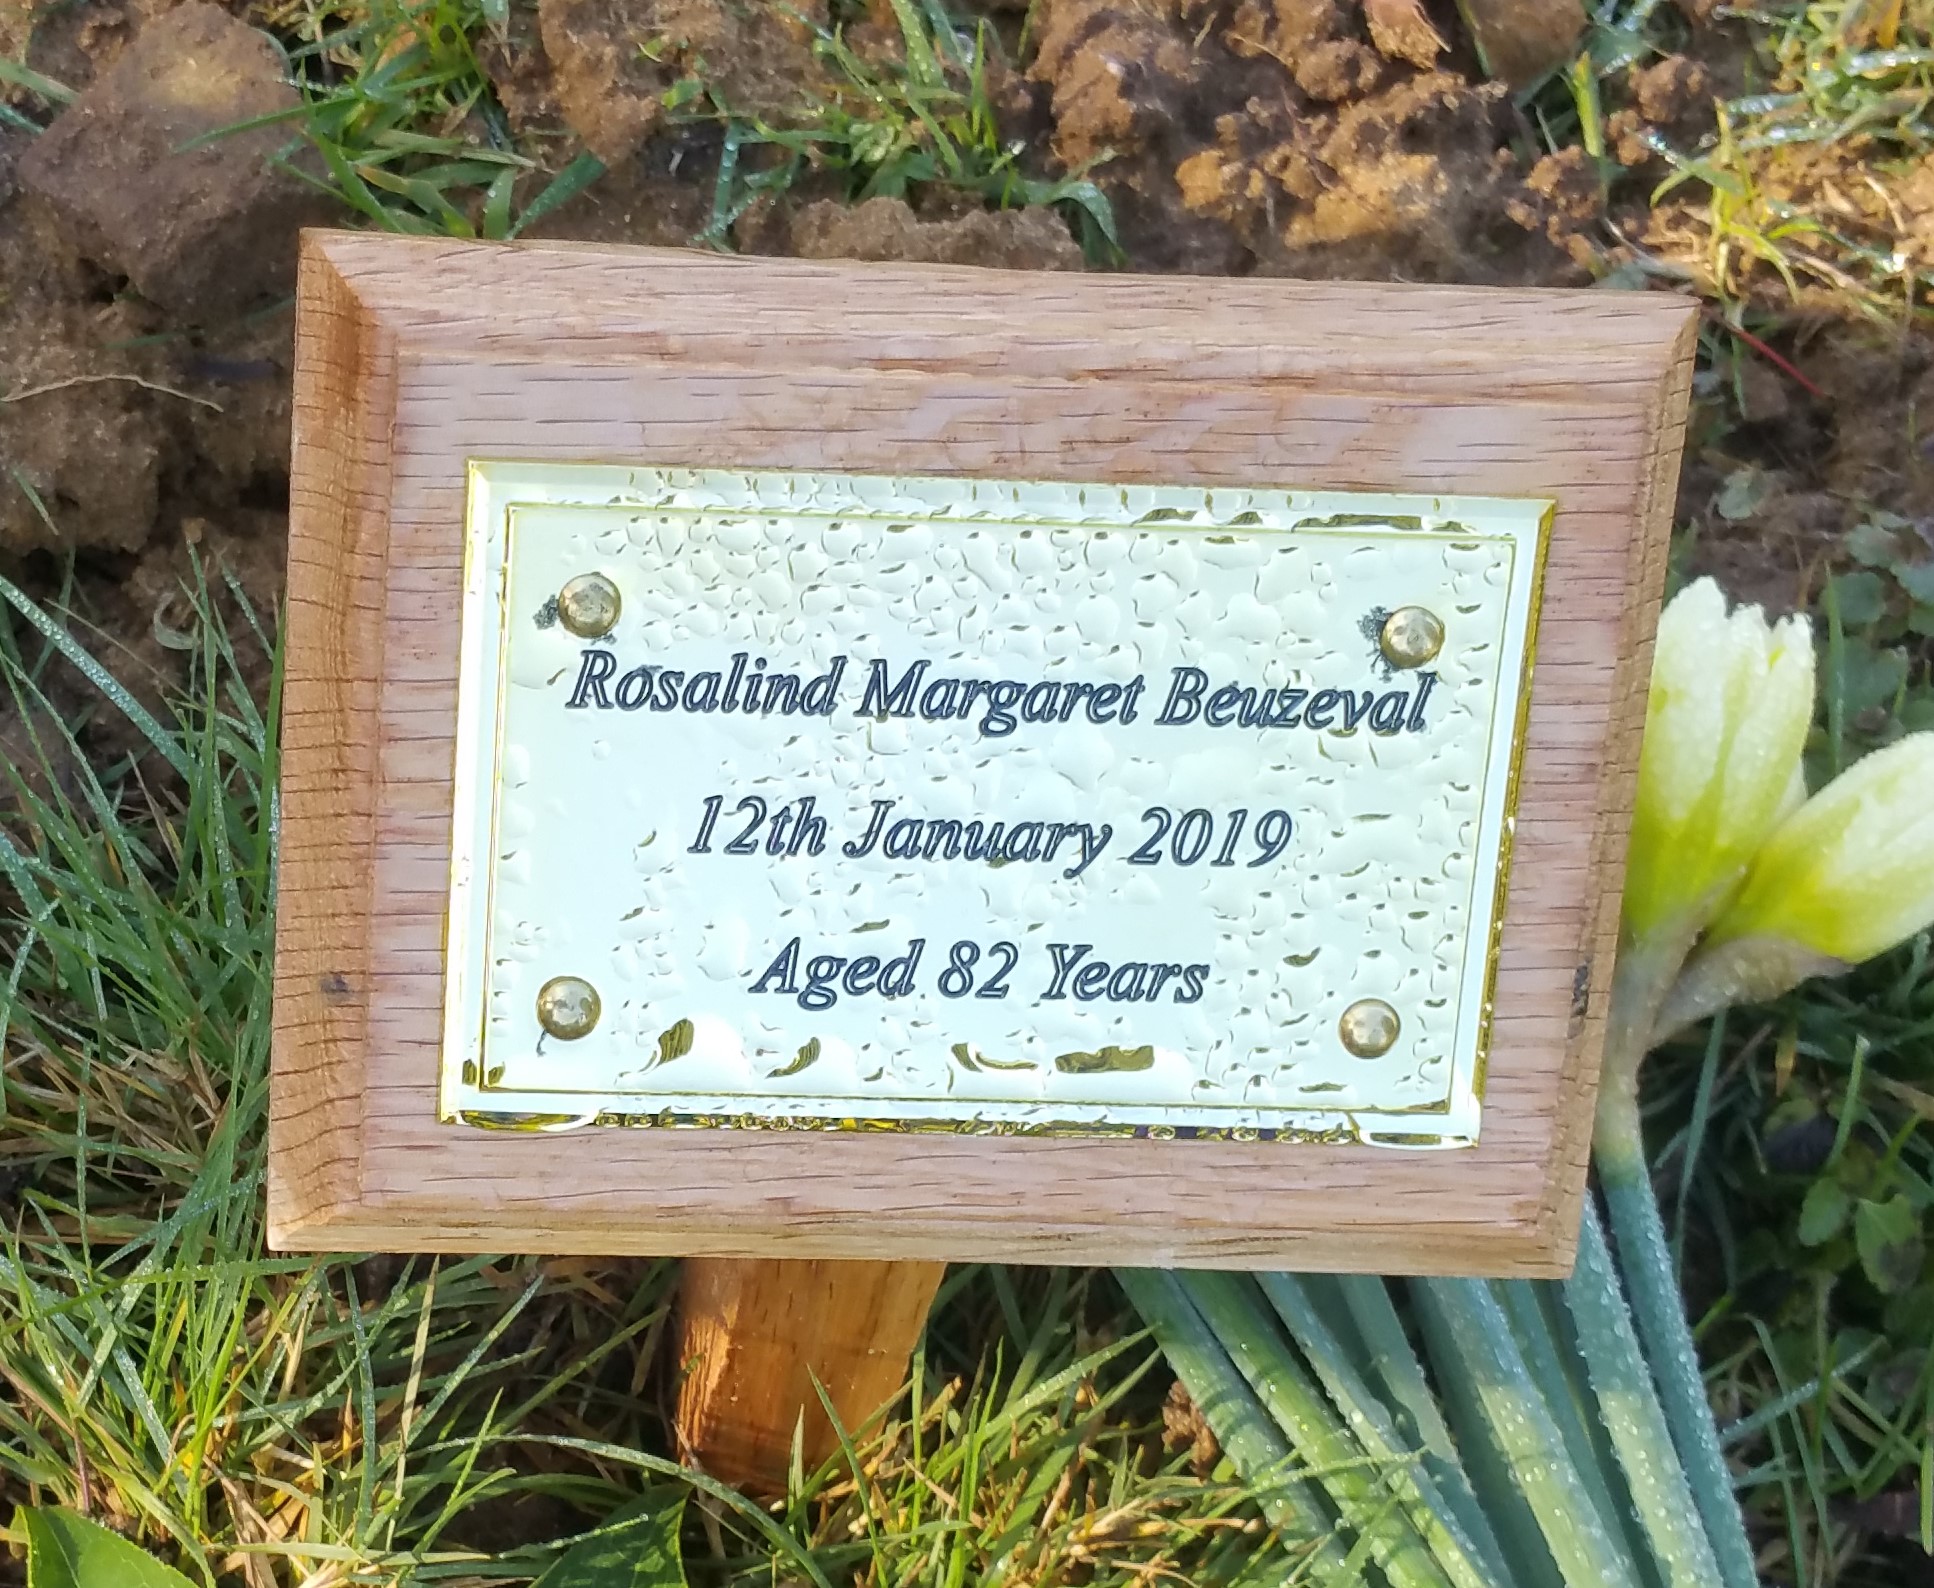 Rosalind Margaret Beuzeval
12th January 2019
Aged 82 Years